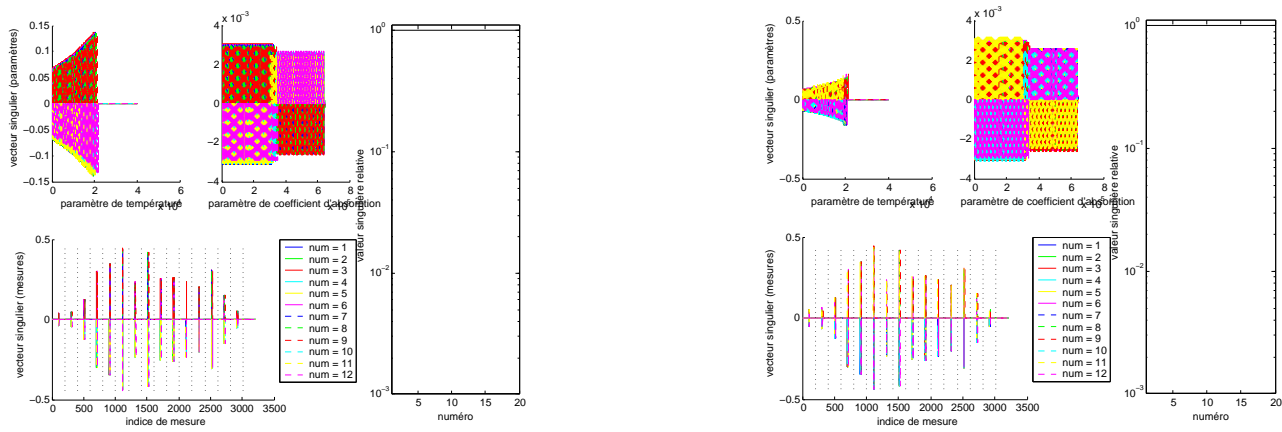 0.15
0.1
0.05
0
−0.05
−0.1
−0.15
vecteur singulier (paramètres)
0 2 4 6
paramètre de température
4
2
0
−2
−4
x 10−3
0 2 4 6 8
paramètre de coefficient d'absorption
valeur singulière relative
100
10−1
10−2
10−3
5 10 15 20
numéro
0.5
0
−0.5
vecteur singulier (mesures)
0 500 1000 1500 2000 2500 3000 3500
indice de mesure
num = 1
num = 2
num = 3
num = 4
num = 5
num = 6
num = 7
num = 8
num = 9
num = 10
num = 11
num = 12
0.5
0
−0.5
vecteur singulier (paramètres)
0 2 4 6
paramètre de température
4
2
0
−2
−4
x 10−3
0 2 4 6 8
paramètre de coefficient d'absorption
valeur singulière relative
100
10−1
10−2
10−3
5 10 15 20
numéro
0.5
0
−0.5
vecteur singulier (mesures)
0 500 1000 1500 2000 2500 3000 3500
indice de mesure
num = 1
num = 2
num = 3
num = 4
num = 5
num = 6
num = 7
num = 8
num = 9
num = 10
num = 11
num = 12